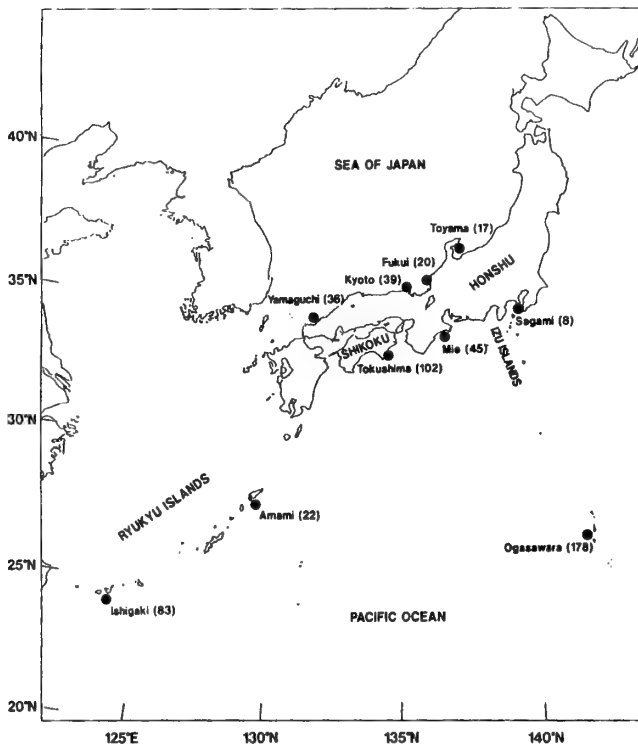 40°N
SEA OF JAPAN
Toyama (17)
Fukui (20)
HONSHU
35°N
Kyoto (39)
Yamaguchi (36)
Sagami (8)
SHIKOKU
Mie (45)
IZU ISLANDS
Tokushima (102)
30°N
RYUKYU ISLANDS
Amami (22)
Ogasawara (178)
25°N
Ishigaki (83)
PACIFIC OCEAN
20°N
125°E
130°N
135°N
140°N